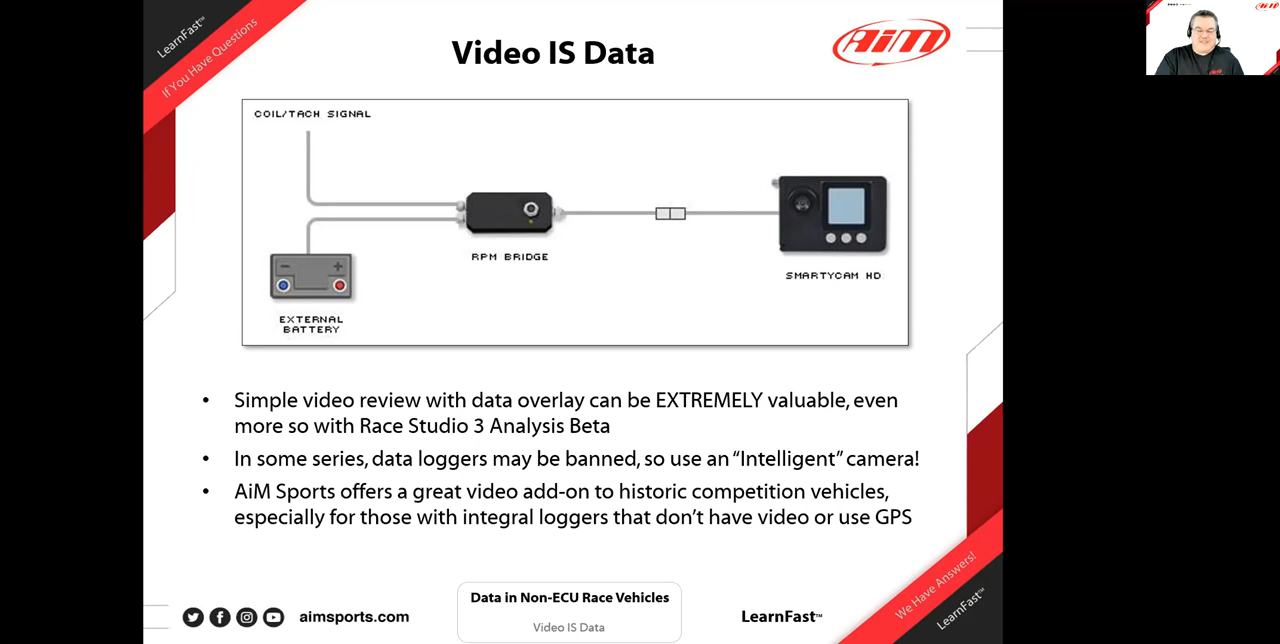 LearnFast™
If You Have Questions
Video IS Data
AiM
COIL/TACH SIGNAL
RPM BRIDGE
SMARTYCAM HD
EXTERNAL
BATTERY
• Simple video review with data overlay can be EXTREMELY valuable, even
more so with Race Studio 3 Analysis Beta
• In some series, data loggers may be banned, so use an “Intelligent” camera!
• AiM Sports offers a great video add-on to historic competition vehicles,
especially for those with integral loggers that don’t have video or use GPS
aimsports.com
Data in Non-ECU Race Vehicles
Video IS Data
LearnFast™
We Have Answers!
LearnFast™